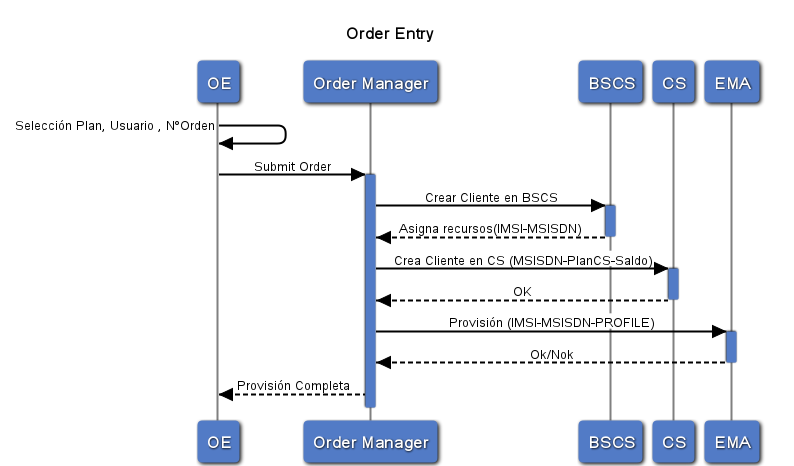 Order Entry
OE
Order Manager
BSCS
CS
EMA
Selección Plan, Usuario , N°Orden
Submit Order
Crear Cliente en BSCS
Asigna recursos(IMSI-MSISDN)
Crea Cliente en CS (MSISDN-PlanCS-Saldo)
OK
Provisión (IMSI-MSISDN-PROFILE)
Ok/Nok
Provisión Completa
OE
Order Manager
BSCS
CS
EMA